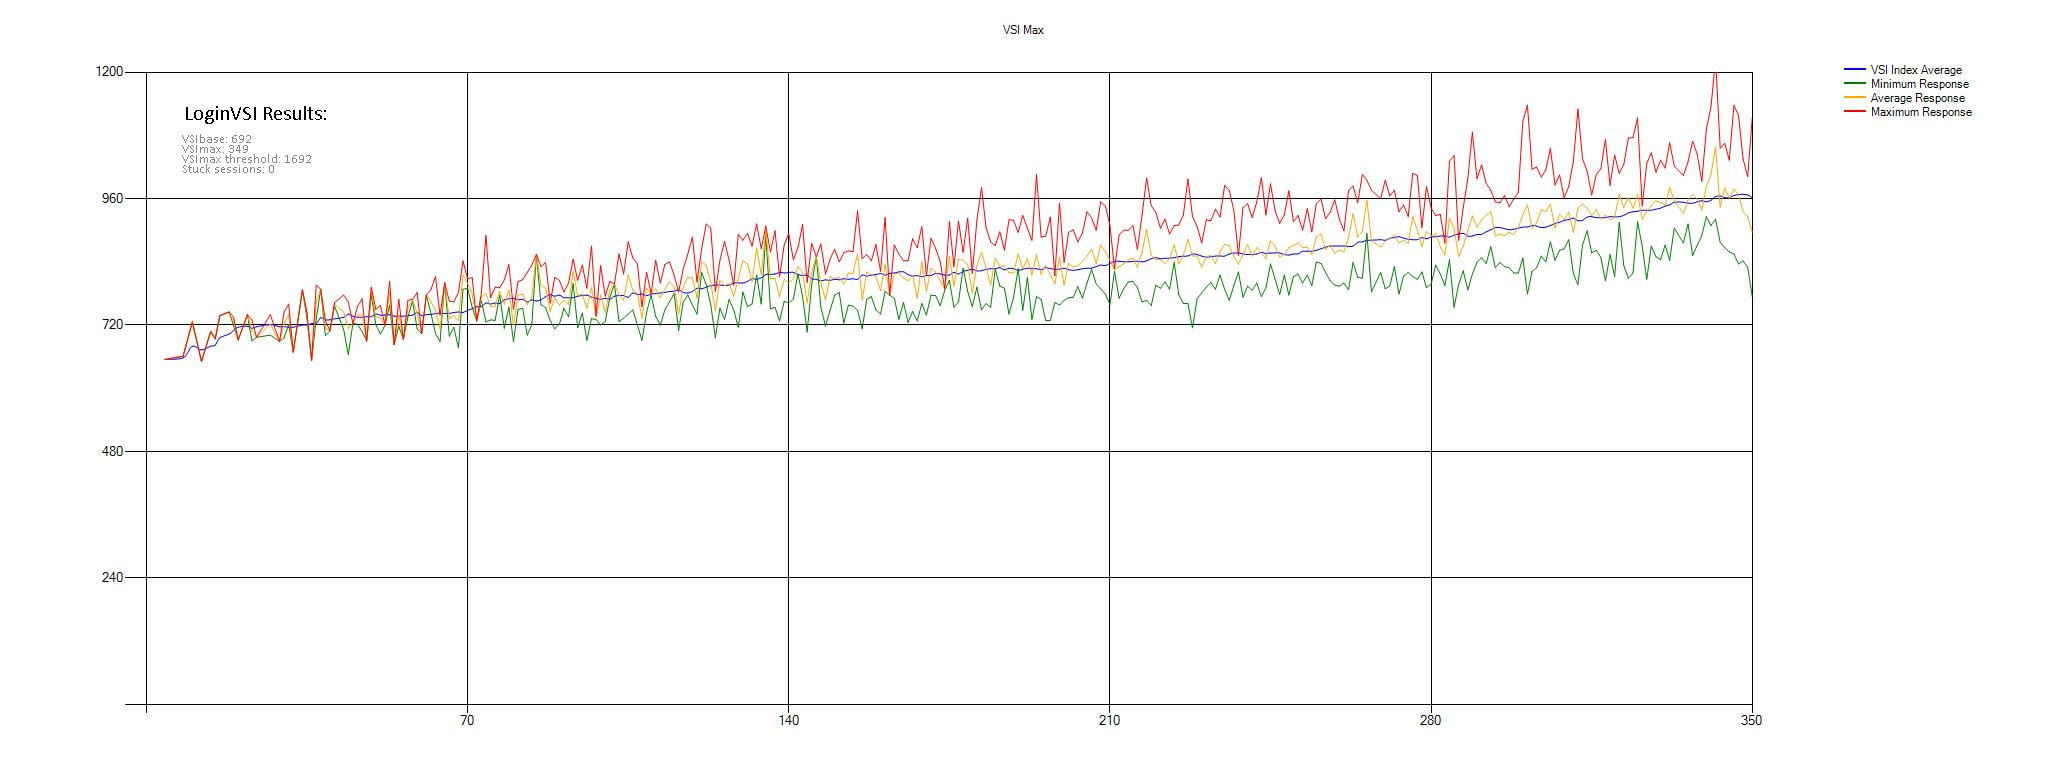 VSI Max
1200
960
720
480
240
LoginVSI Results:
VSIbase: 692
VSImax: 349
VSImax threshold: 1692
Stuck sessions: 0
70
140
210
280
350
VSI Index Average
Minimum Response
Average Response
Maximum Response